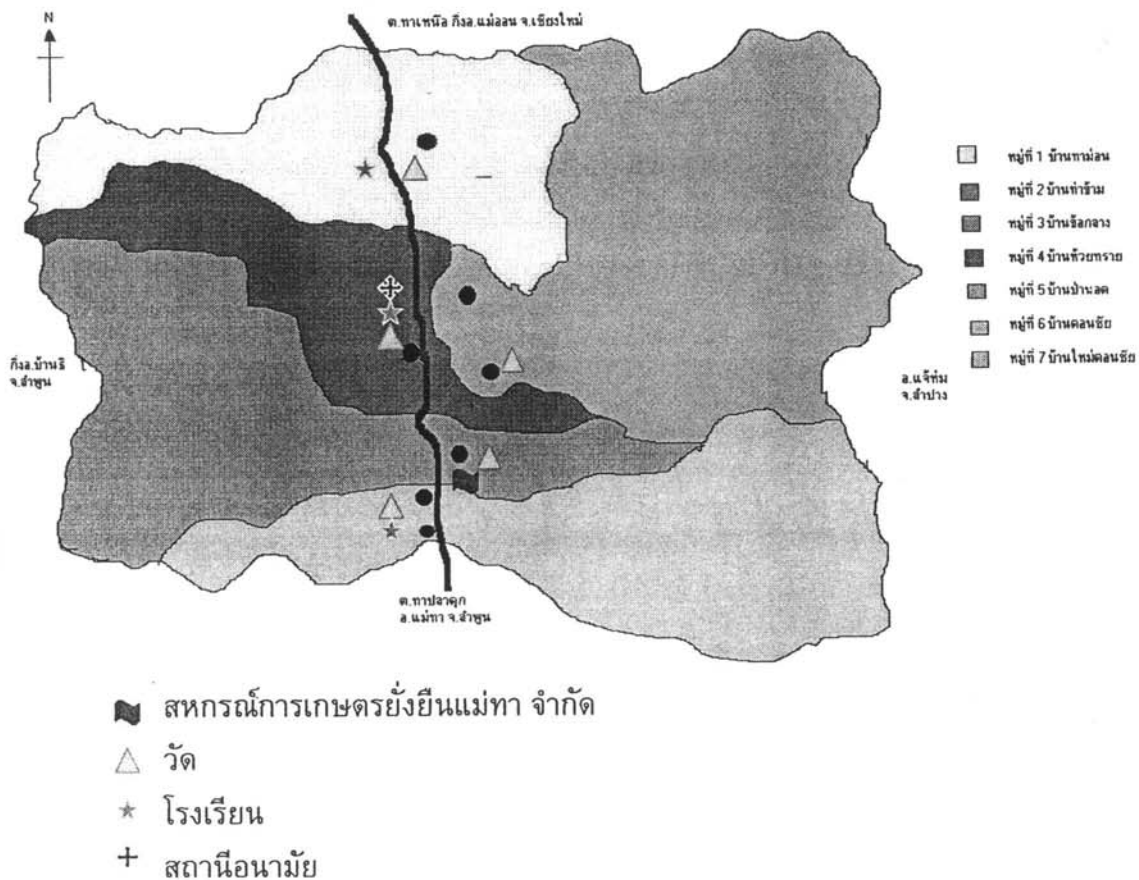 N
ต.ทาเหนือ กิ่งอ.แม่ออน จ.เชียงใหม่
หมู่ที่ 1 บ้านทาม่อน
หมู่ที่ 2 บ้านท่าข้าม
หมู่ที่ 3 บ้านค้อกลาง
หมู่ที่ 4 บ้านห้วยทราย
หมู่ที่ 5 บ้านป่านอต
หมู่ที่ 6 บ้านดอนชัย
หมู่ที่ 7 บ้านใหม่ดอนชัย
กิ่งอ.บ้านธิ
จ.ลำพูน
อ.แจ้ห่ม
จ.ลำปาง
ต.ทาปลาดุก
อ.แม่ทา จ.ลำพูน
สหกรณ์การเกษตรยั่งยืนแม่ทา จำกัด
วัด
โรงเรียน
สถานีอนามัย